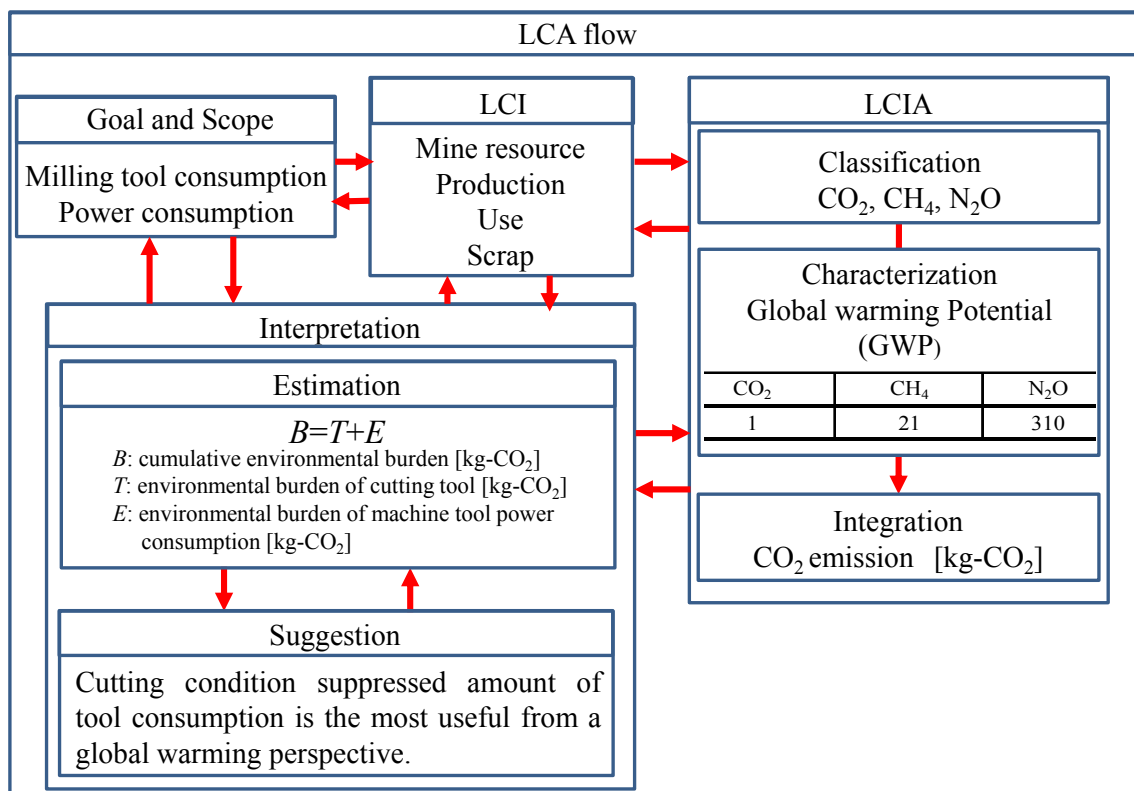 LCA flow
Goal and Scope
Milling tool consumption
Power consumption
LCI
Mine resource
Production
Use
Scrap
LCIA
Classification
CO₂, CH₄, N₂O
Characterization
Global warming Potential
(GWP)
CO₂ CH₄ N₂O
1 21 310
Integration
CO₂ emission [kg-CO₂]
Interpretation
Estimation
B=T+E
B: cumulative environmental burden [kg-CO₂]
T: environmental burden of cutting tool [kg-CO₂]
E: environmental burden of machine tool power
consumption [kg-CO₂]
Suggestion
Cutting condition suppressed amount of
tool consumption is the most useful from a
global warming perspective.